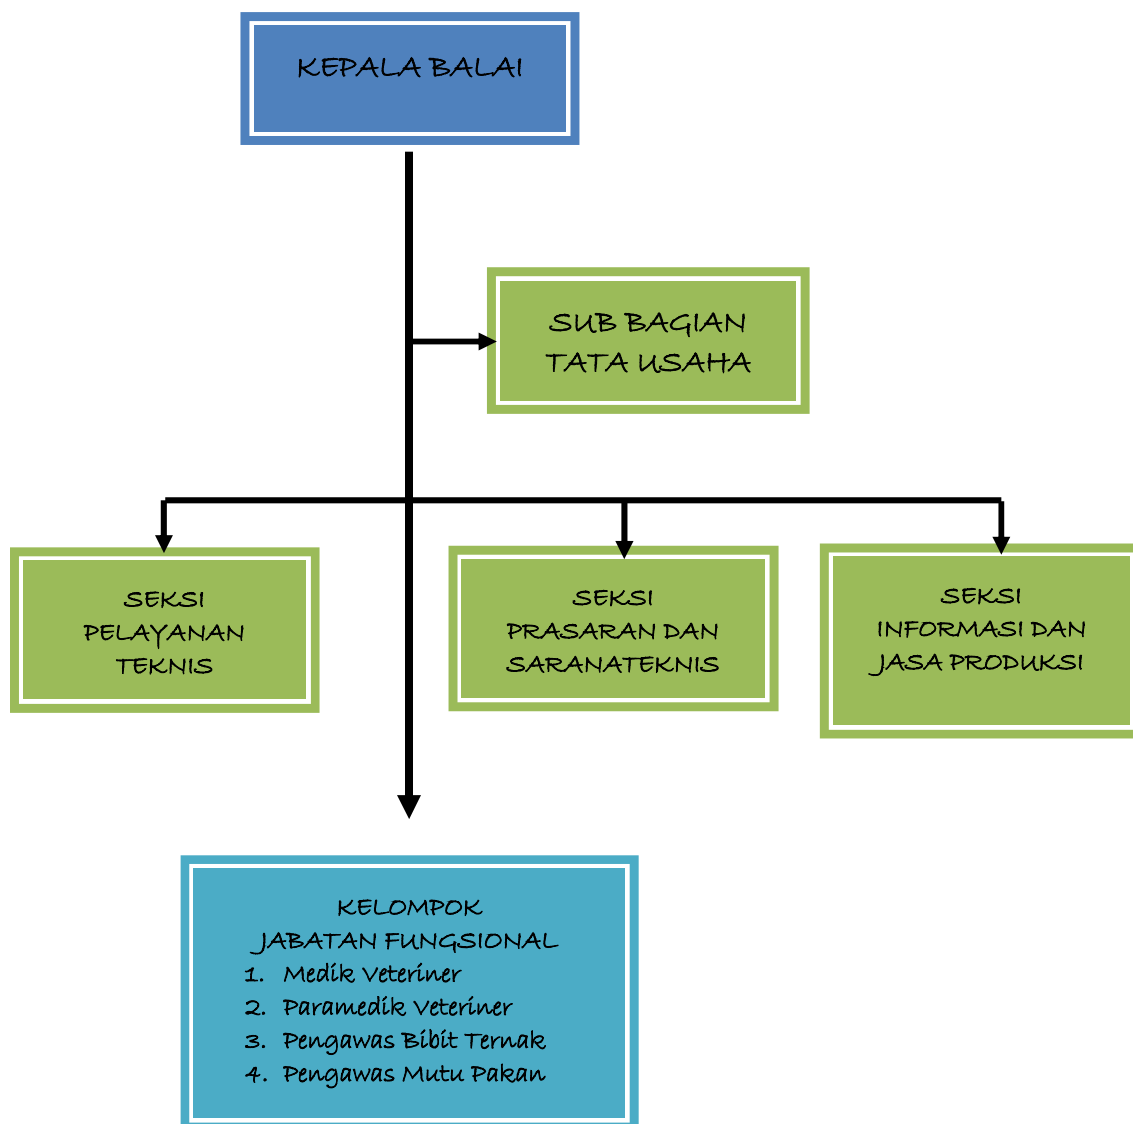 KEPALA BALAI
SUB BAGIAN
TATA USAHA
SEKSI
PELAYANAN
TEKNIS
SEKSI
PRASARAN DAN
SARANATEKNIS
SEKSI
INFORMASI DAN
JASA PRODUKSI
KELOMPOK
JABATAN FUNGSIONAL
1. Medik Veteriner
2. Paramedik Veteriner
3. Pengawas Bibit Ternak
4. Pengawas Mutu Pakan